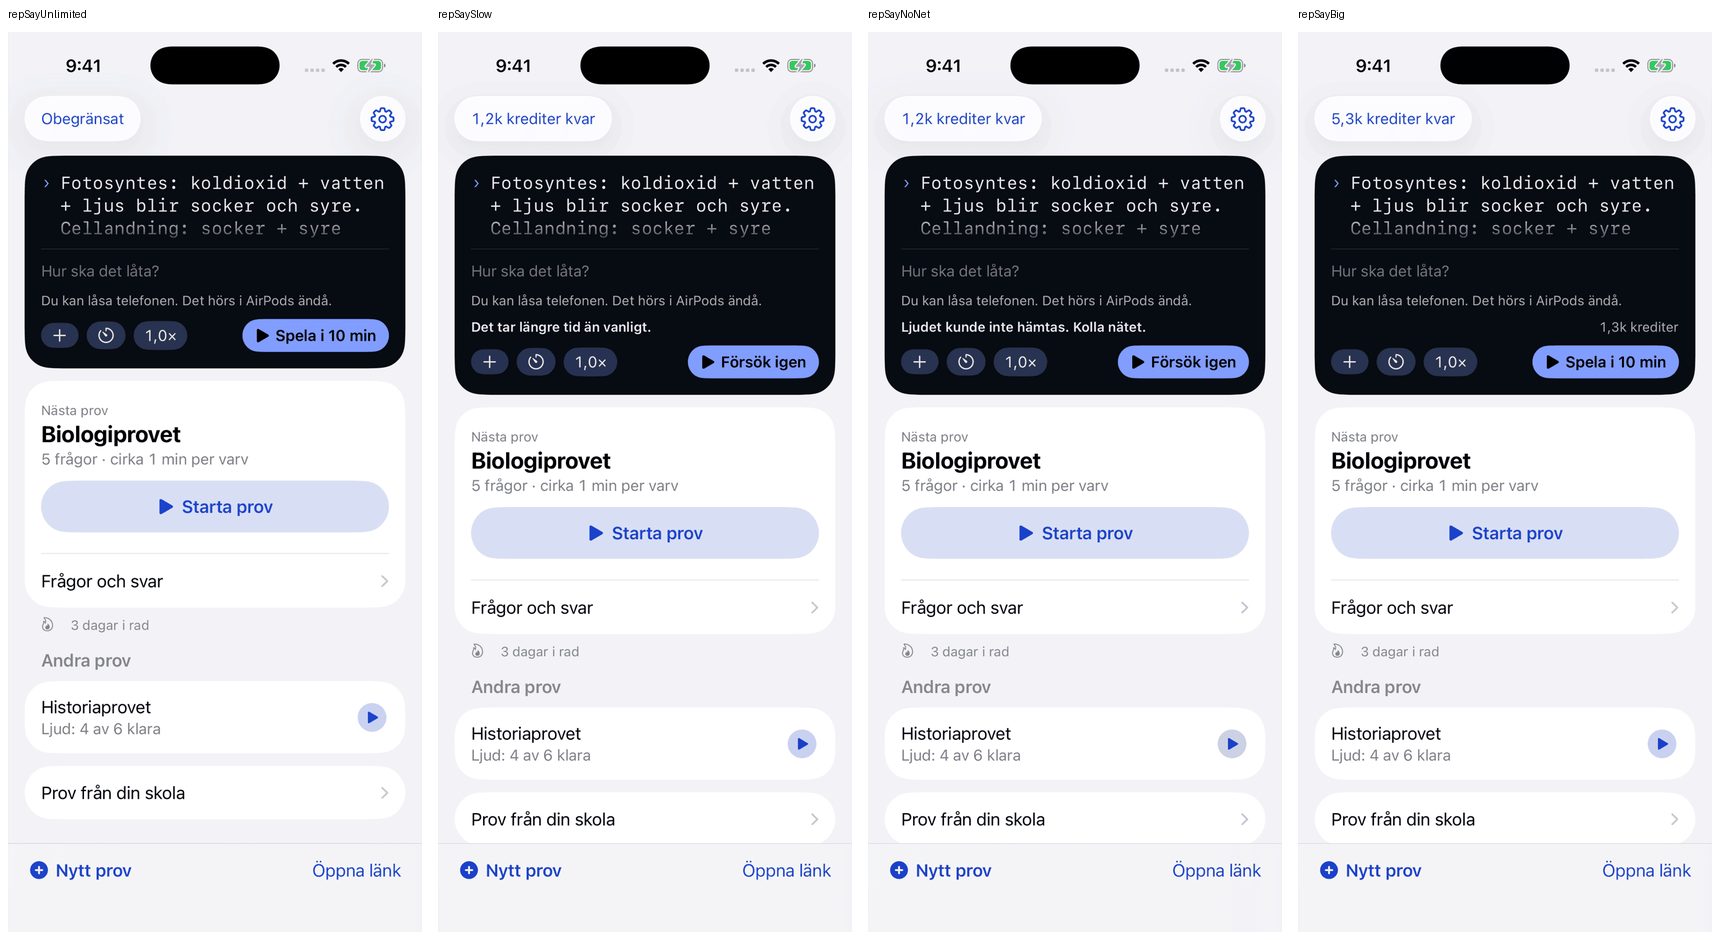 repSayUnlimited
9:41
Obegränsat
› Fotosyntes: koldioxid + vatten
+ ljus blir socker och syre.
Cellandning: socker + syre
Hur ska det låta?
Du kan låsa telefonen. Det hörs i AirPods ändå.
1,0×
Spela i 10 min
Nästa prov
Biologiprovet
5 frågor · cirka 1 min per varv
Starta prov
Frågor och svar
3 dagar i rad
Andra prov
Historiaprovet
Ljud: 4 av 6 klara
Prov från din skola
Nytt prov
Öppna länk
repSaySlow
9:41
1,2k krediter kvar
› Fotosyntes: koldioxid + vatten
+ ljus blir socker och syre.
Cellandning: socker + syre
Hur ska det låta?
Du kan låsa telefonen. Det hörs i AirPods ändå.
Det tar längre tid än vanligt.
1,0×
Försök igen
Nästa prov
Biologiprovet
5 frågor · cirka 1 min per varv
Starta prov
Frågor och svar
3 dagar i rad
Andra prov
Historiaprovet
Ljud: 4 av 6 klara
Prov från din skola
Nytt prov
Öppna länk
repSayNoNet
9:41
1,2k krediter kvar
› Fotosyntes: koldioxid + vatten
+ ljus blir socker och syre.
Cellandning: socker + syre
Hur ska det låta?
Du kan låsa telefonen. Det hörs i AirPods ändå.
Ljudet kunde inte hämtas. Kolla nätet.
1,0×
Försök igen
Nästa prov
Biologiprovet
5 frågor · cirka 1 min per varv
Starta prov
Frågor och svar
3 dagar i rad
Andra prov
Historiaprovet
Ljud: 4 av 6 klara
Prov från din skola
Nytt prov
Öppna länk
repSayBig
9:41
5,3k krediter kvar
› Fotosyntes: koldioxid + vatten
+ ljus blir socker och syre.
Cellandning: socker + syre
Hur ska det låta?
Du kan låsa telefonen. Det hörs i AirPods ändå.
1,3k krediter
1,0×
Spela i 10 min
Nästa prov
Biologiprovet
5 frågor · cirka 1 min per varv
Starta prov
Frågor och svar
3 dagar i rad
Andra prov
Historiaprovet
Ljud: 4 av 6 klara
Prov från din skola
Nytt prov
Öppna länk